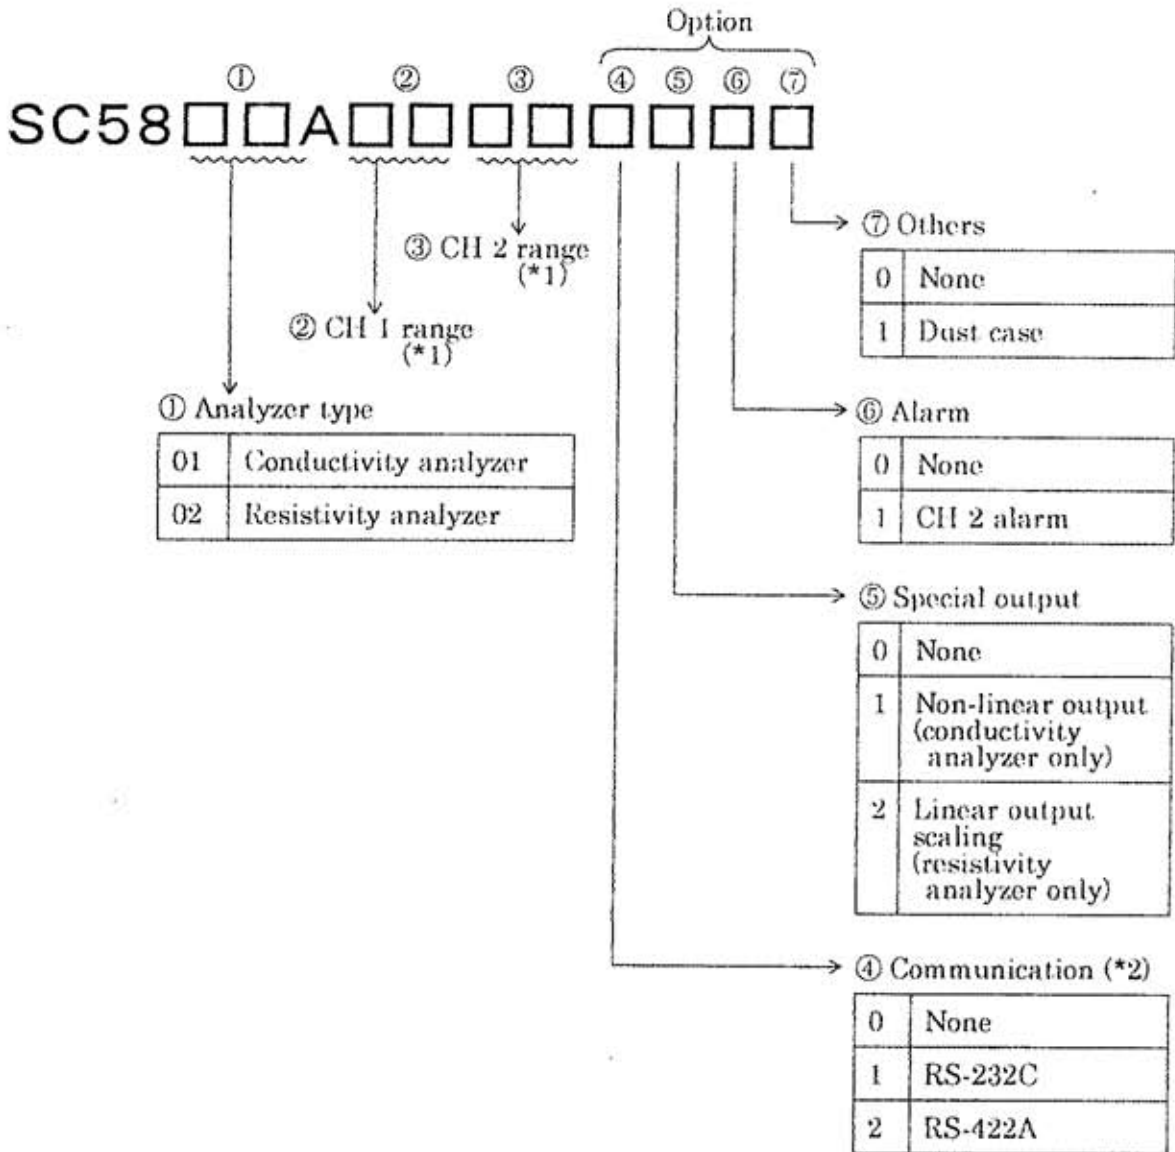 Option
① ② ③ ④ ⑤ ⑥ ⑦
SC58□□A□□□□□□□□
⑦ Others
0 None
1 Dust case
③ CH 2 range
(*1)
② CH 1 range
(*1)
① Analyzer type
01 Conductivity analyzer
02 Resistivity analyzer
⑥ Alarm
0 None
1 CH 2 alarm
⑤ Special output
0 None
1 Non-linear output
(conductivity
analyzer only)
2 Linear output
scaling
(resistivity
analyzer only)
④ Communication (*2)
0 None
1 RS-232C
2 RS-422A